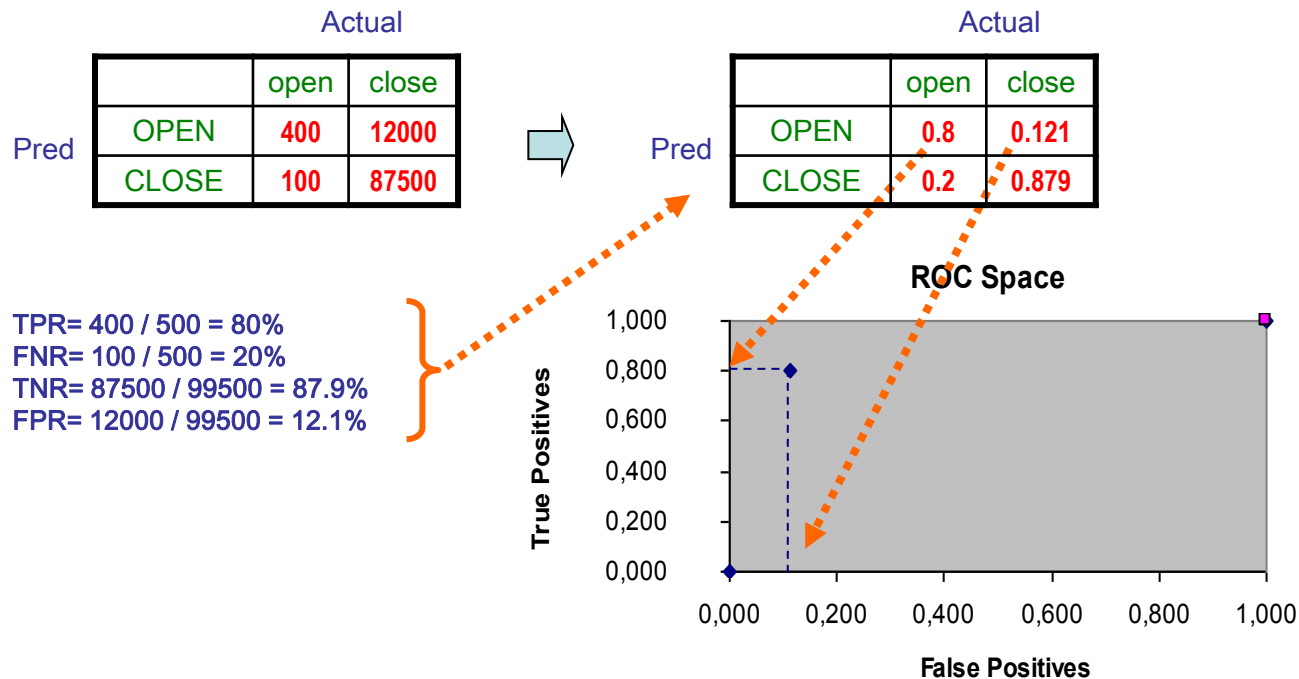 Actual
open close
Pred
OPEN 400 12000
CLOSE 100 87500
Actual
open close
Pred
OPEN 0.8 0.121
CLOSE 0.2 0.879
TPR= 400 / 500 = 80%
FNR= 100 / 500 = 20%
TNR= 87500 / 99500 = 87.9%
FPR= 12000 / 99500 = 12.1%
ROC Space
True Positives
1,000
0,800
0,600
0,400
0,200
0,000
0,000 0,200 0,400 0,600 0,800 1,000
False Positives